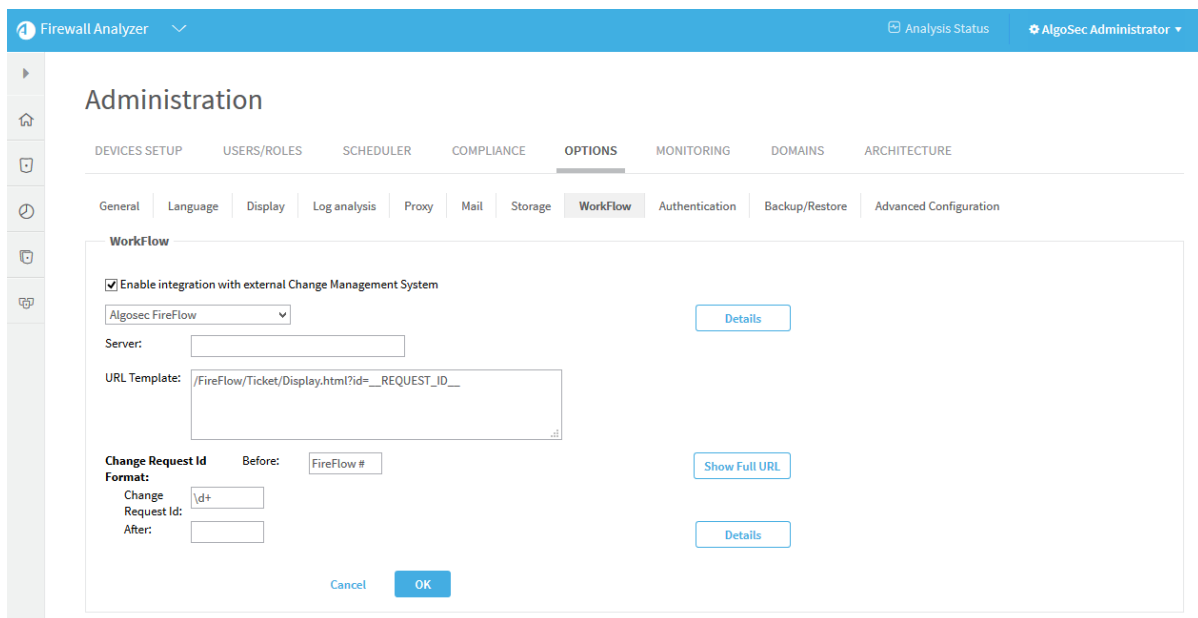 Firewall Analyzer
Analysis Status
AlgoSec Administrator
Administration
DEVICES SETUP USERS/ROLES SCHEDULER COMPLIANCE OPTIONS MONITORING DOMAINS ARCHITECTURE
General Language Display Log analysis Proxy Mail Storage WorkFlow Authentication Backup/Restore Advanced Configuration
WorkFlow
Enable integration with external Change Management System
Algosec FireFlow
Details
Server:
URL Template: /FireFlow/Ticket/Display.html?id=__REQUEST_ID__
Change Request Id Before: FireFlow # Show Full URL
Format:
Change \d+
Request Id:
After: Details
Cancel OK